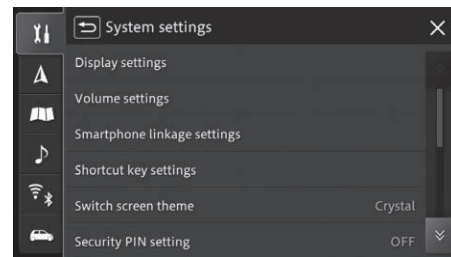 System settings
Display settings
Volume settings
Smartphone linkage settings
Shortcut key settings
Switch screen theme Crystal
Security PIN setting OFF